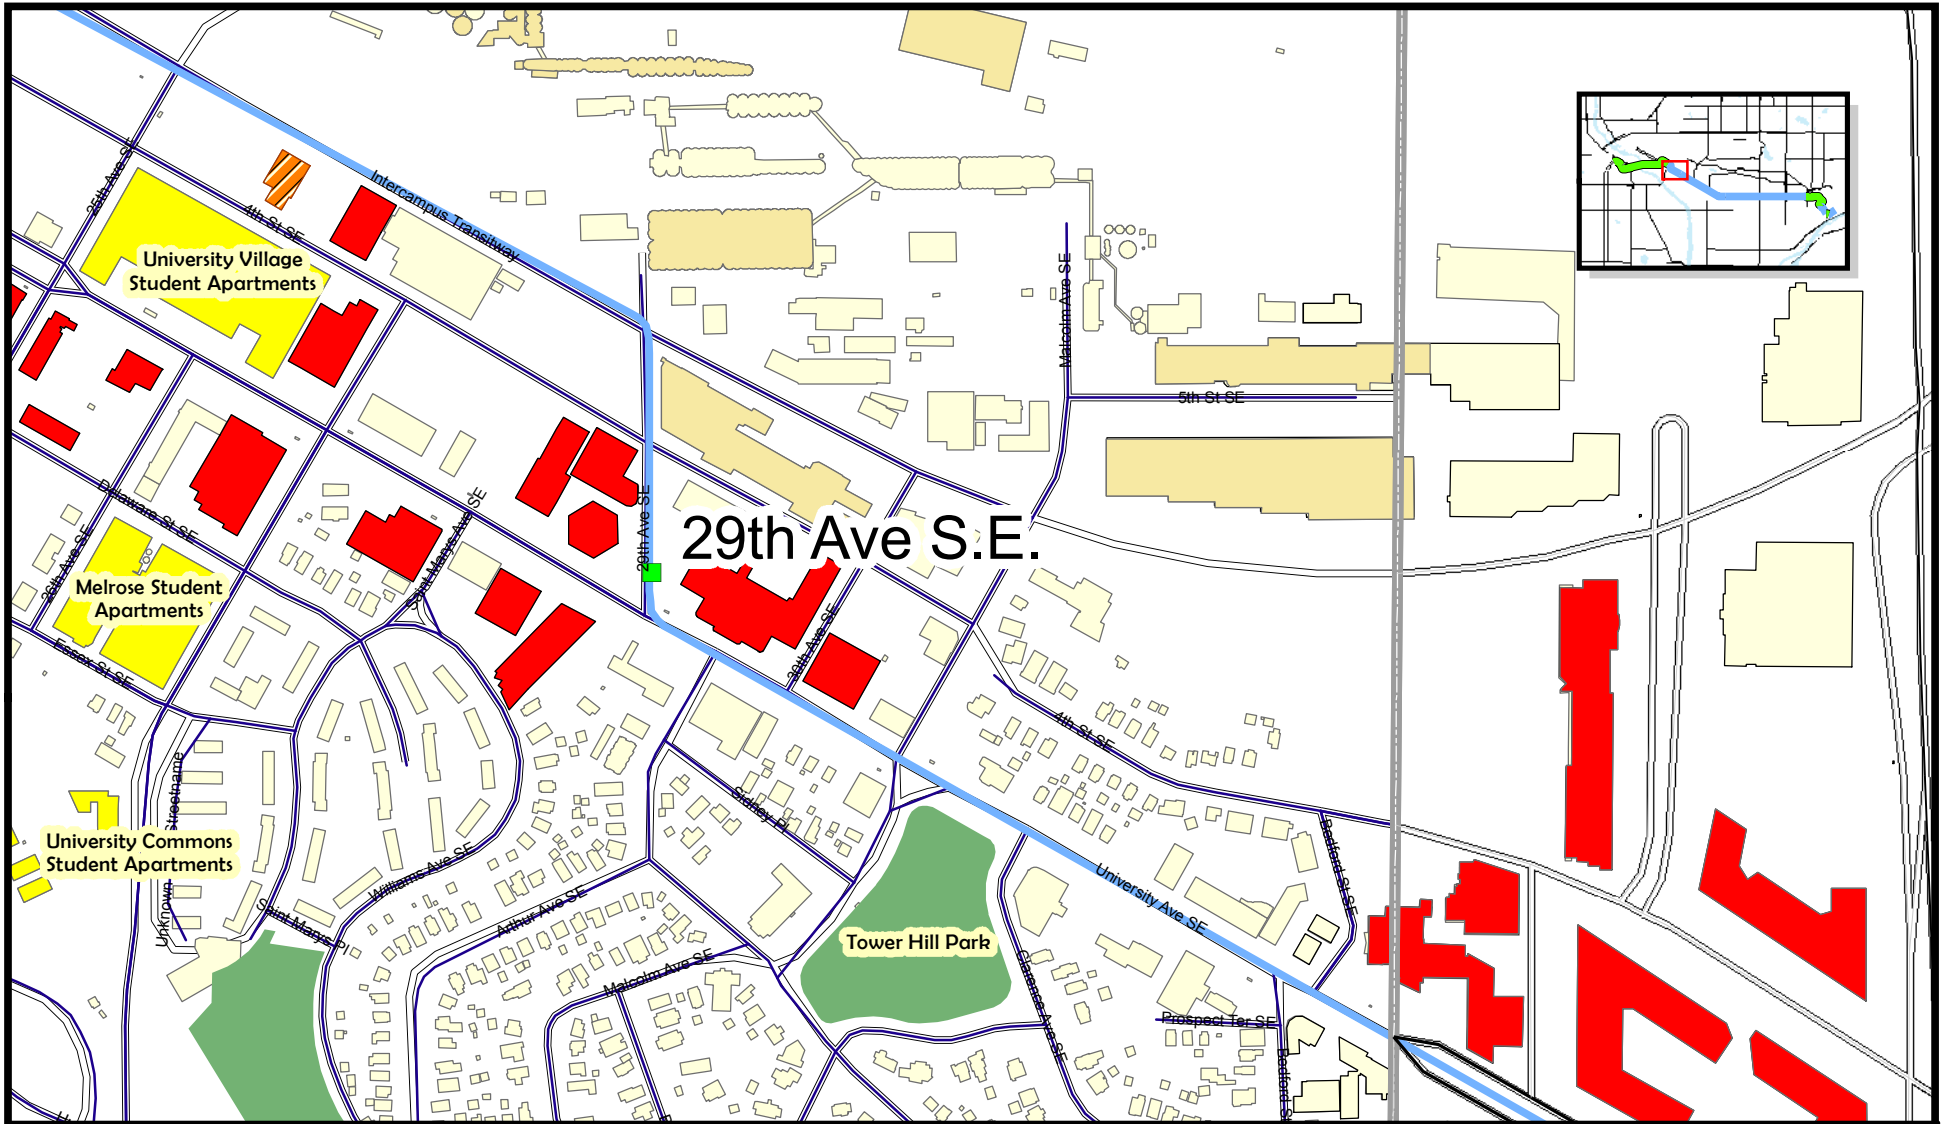 Intercampus Transitway
25th Ave SE
4th St SE
University Village
Student Apartments
Malcolm Ave SE
5th St SE
Delaware St SE
26th Ave SE
Saint Marys Ave SE
29th Ave SE
29th Ave S.E.
Melrose Student
Apartments
Essex St SE
30th Ave SE
4th St SE
Unknown Streetname
Sidney Pl
University Commons
Student Apartments
Williams Ave SE
Bedford St SE
University Ave SE
Saint Marys Pl
Arthur Ave SE
Tower Hill Park
Malcolm Ave SE
Clarence Ave SE
Prospect Ter SE
Bedford S